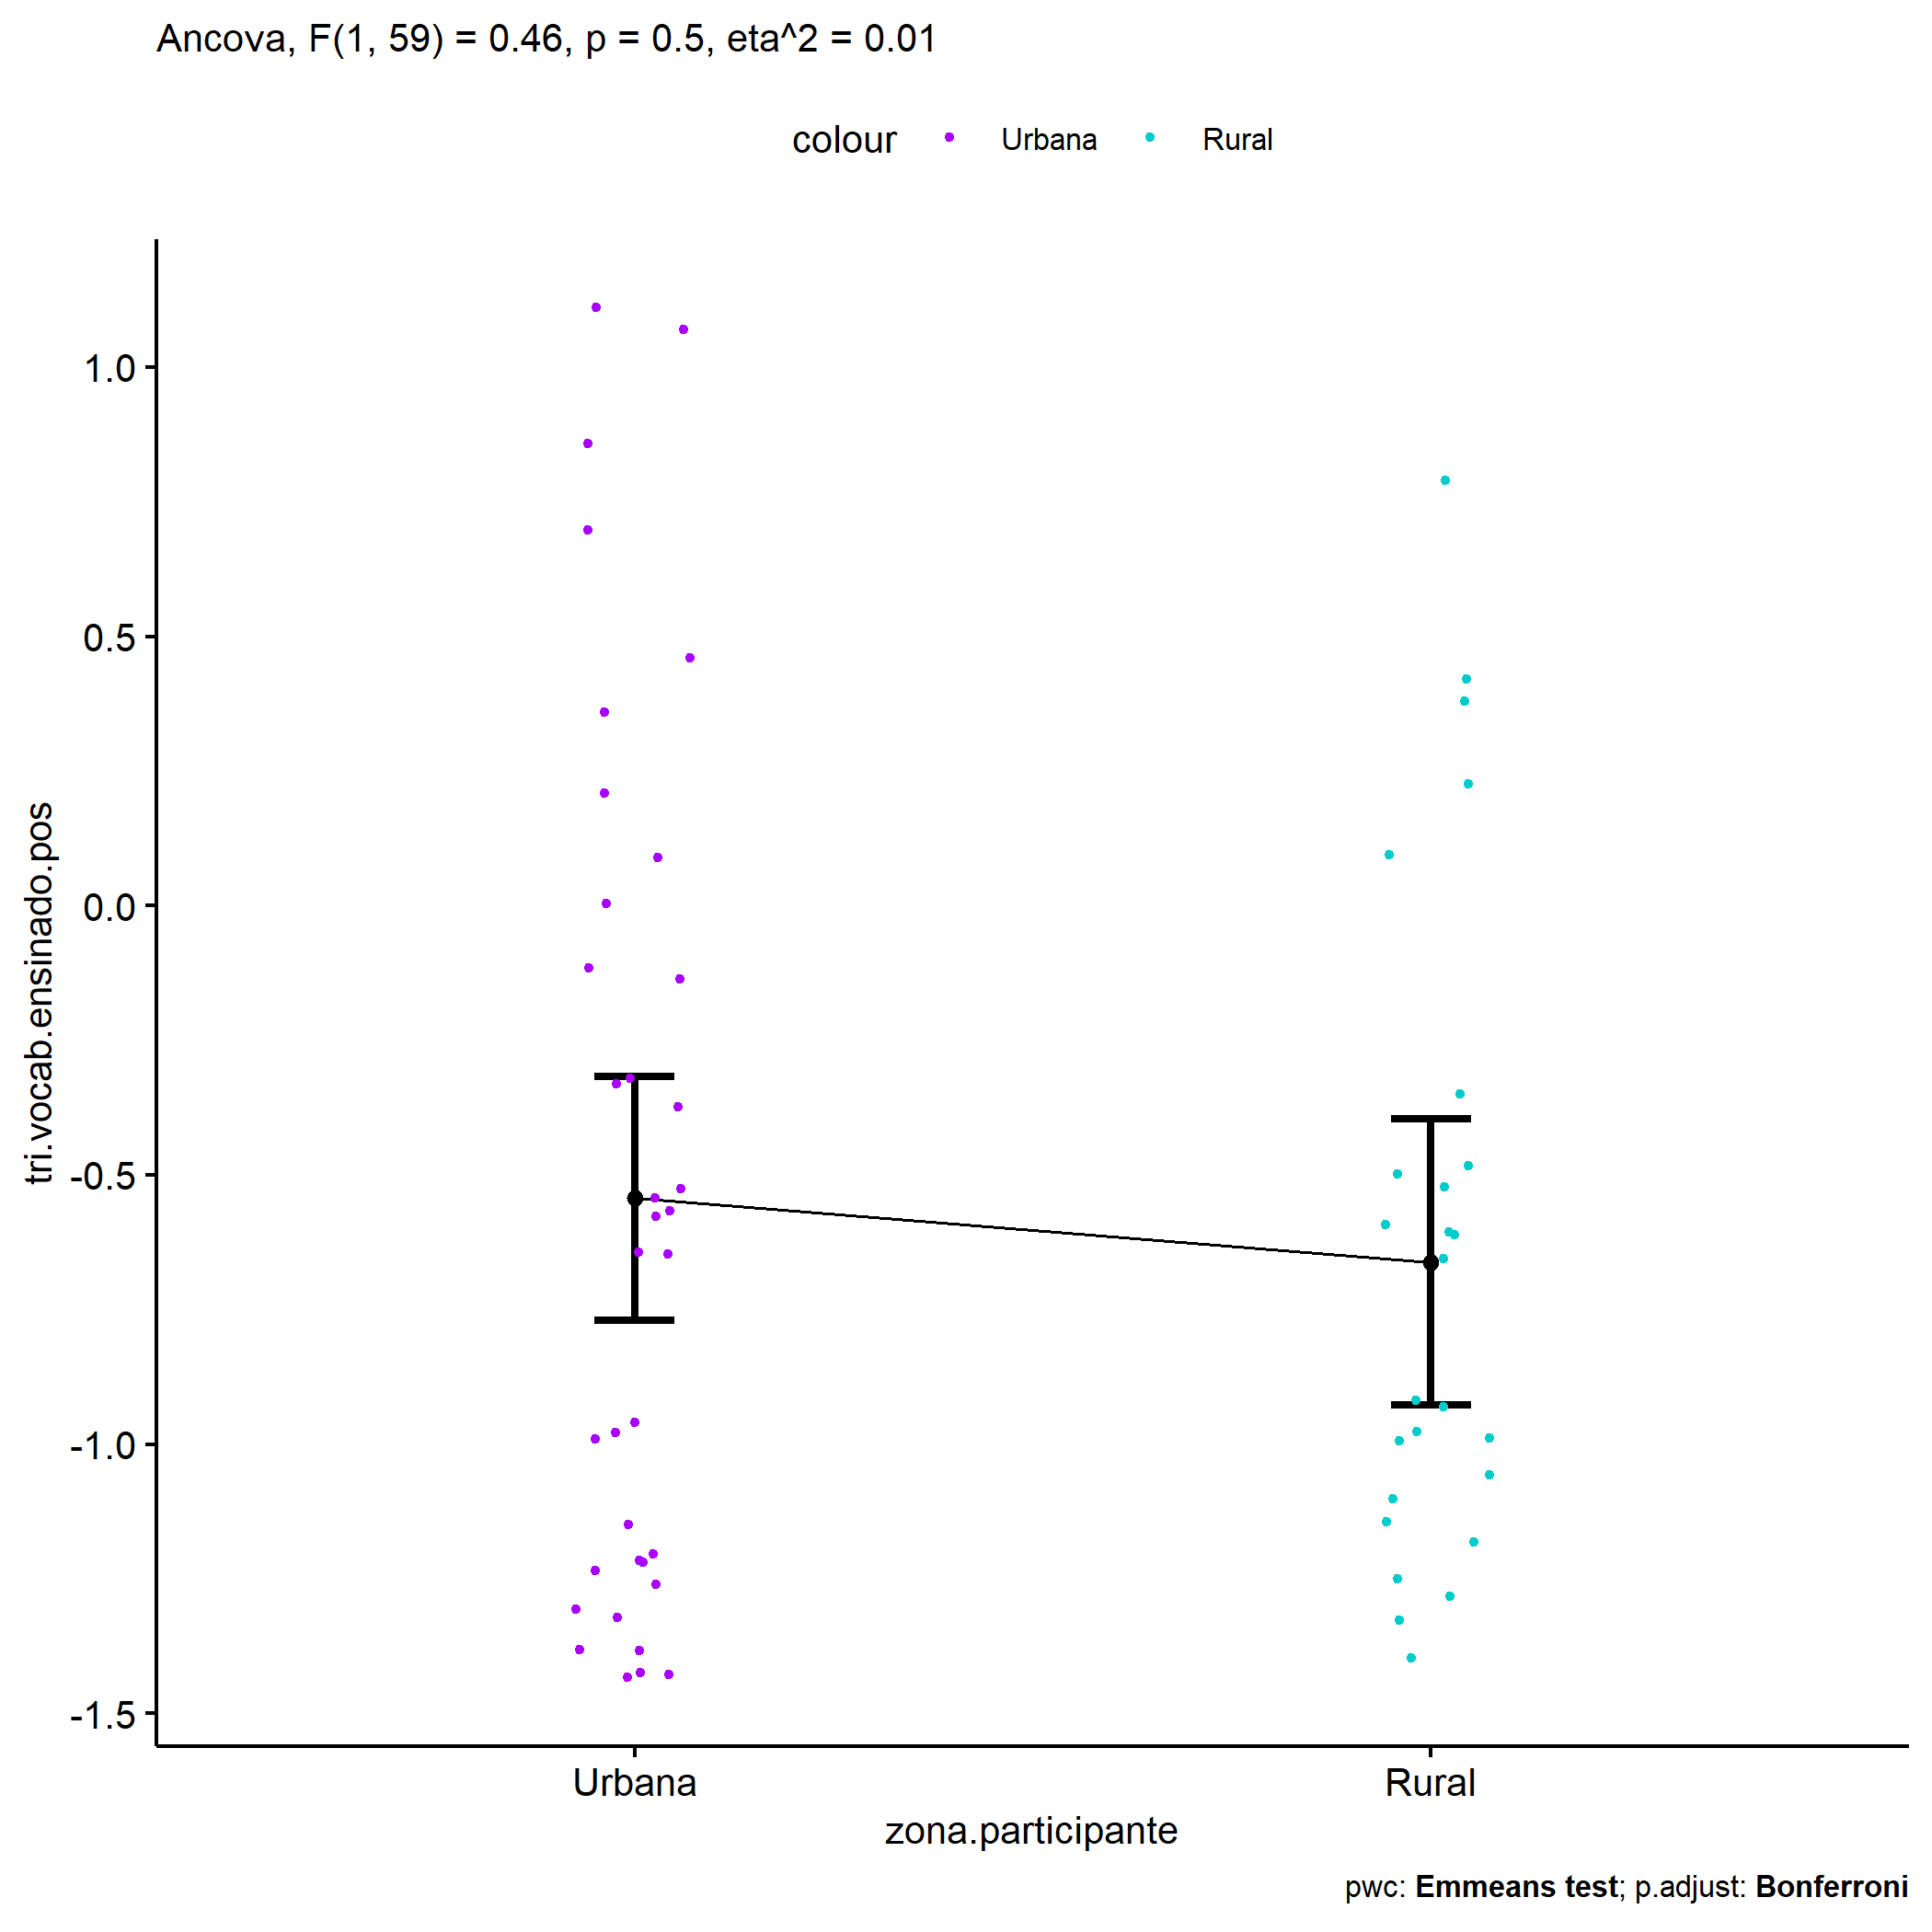 Ancova, F(1, 59) = 0.46, p = 0.5, eta^2 = 0.01
colour Urbana Rural
tri.vocab.ensinado.pos
1.0
0.5
0.0
-0.5
-1.0
-1.5
Urbana Rural
zona.participante
pwc: Emmeans test; p.adjust: Bonferroni